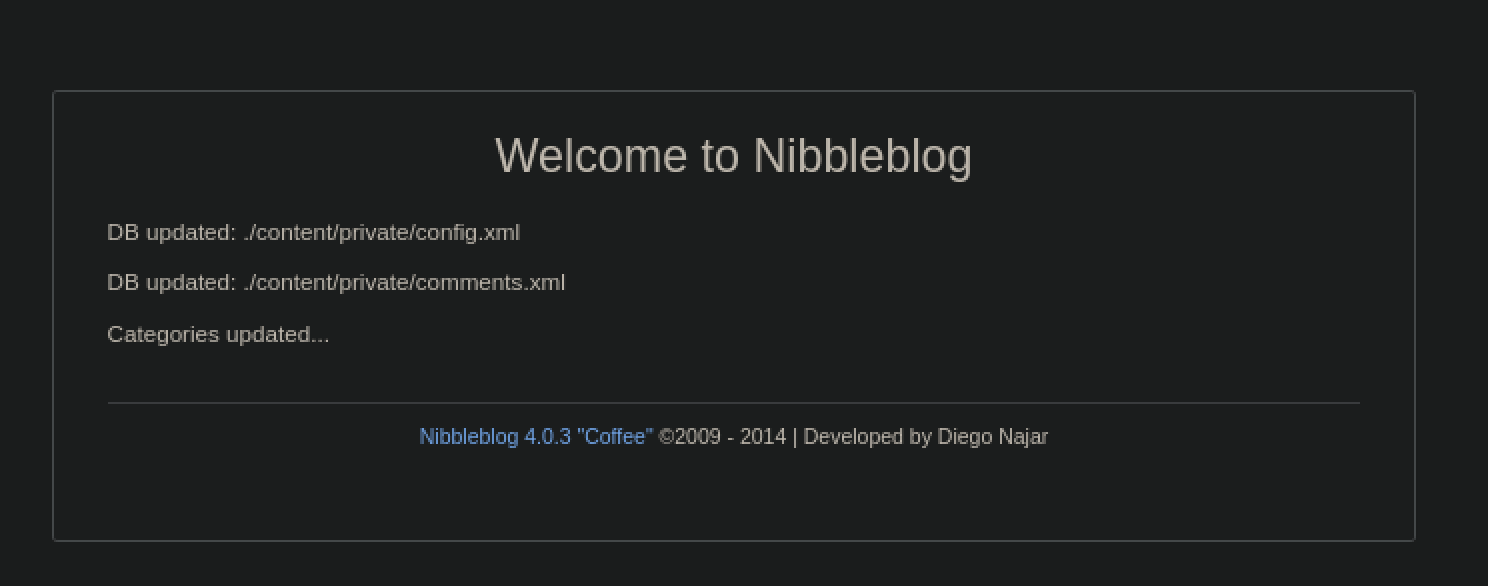 Welcome to Nibbleblog
DB updated: ./content/private/config.xml
DB updated: ./content/private/comments.xml
Categories updated...
Nibbleblog 4.0.3 "Coffee" ©2009 - 2014 | Developed by Diego Najar